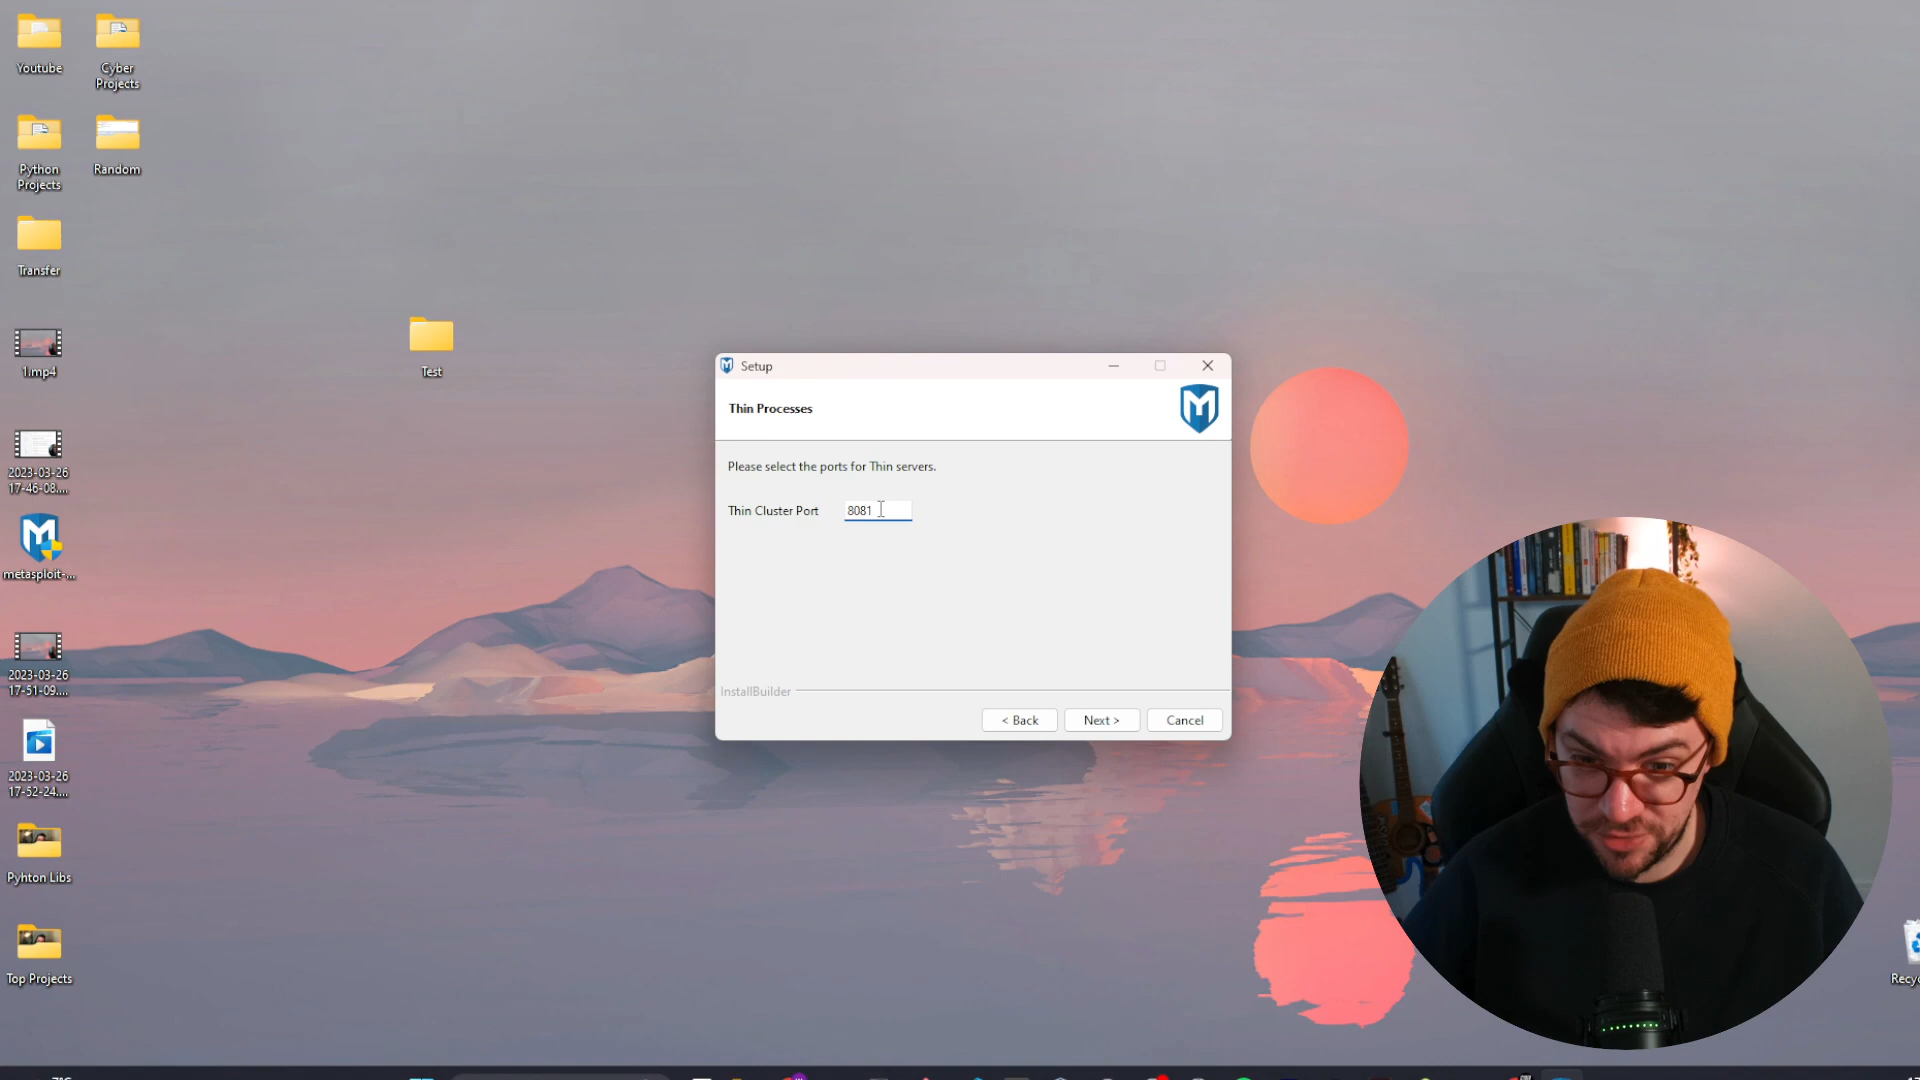 Youtube
Cyber
Projects
Python
Projects
Random
Transfer
Test
1.mp4
2023-03-26
17-46-08....
metasploit-...
2023-03-26
17-51-09....
2023-03-26
17-52-24....
Pyhton Libs
Top Projects
Setup
Thin Processes
Please select the ports for Thin servers.
Thin Cluster Port 8081
InstallBuilder
< Back Next > Cancel